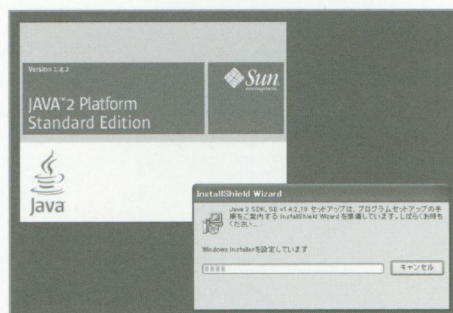 Version 1.4.2
JAVA™2 Platform
Standard Edition
Sun
microsystems
Java
InstallShield Wizard
Java 2 SDK, SE v1.4.2_19 セットアップは、プログラムセットアップの手
順をご案内する InstallShield Wizard を準備しています。しばらくお待ち
ください...
Windows Installerを設定しています
キャンセル